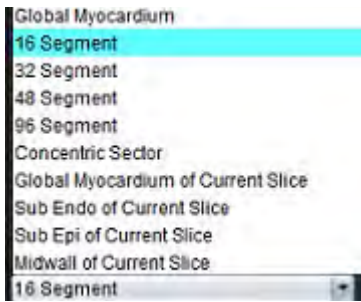 Global Myocardium
16 Segment
32 Segment
48 Segment
96 Segment
Concentric Sector
Global Myocardium of Current Slice
Sub Endo of Current Slice
Sub Epi of Current Slice
Midwall of Current Slice
16 Segment